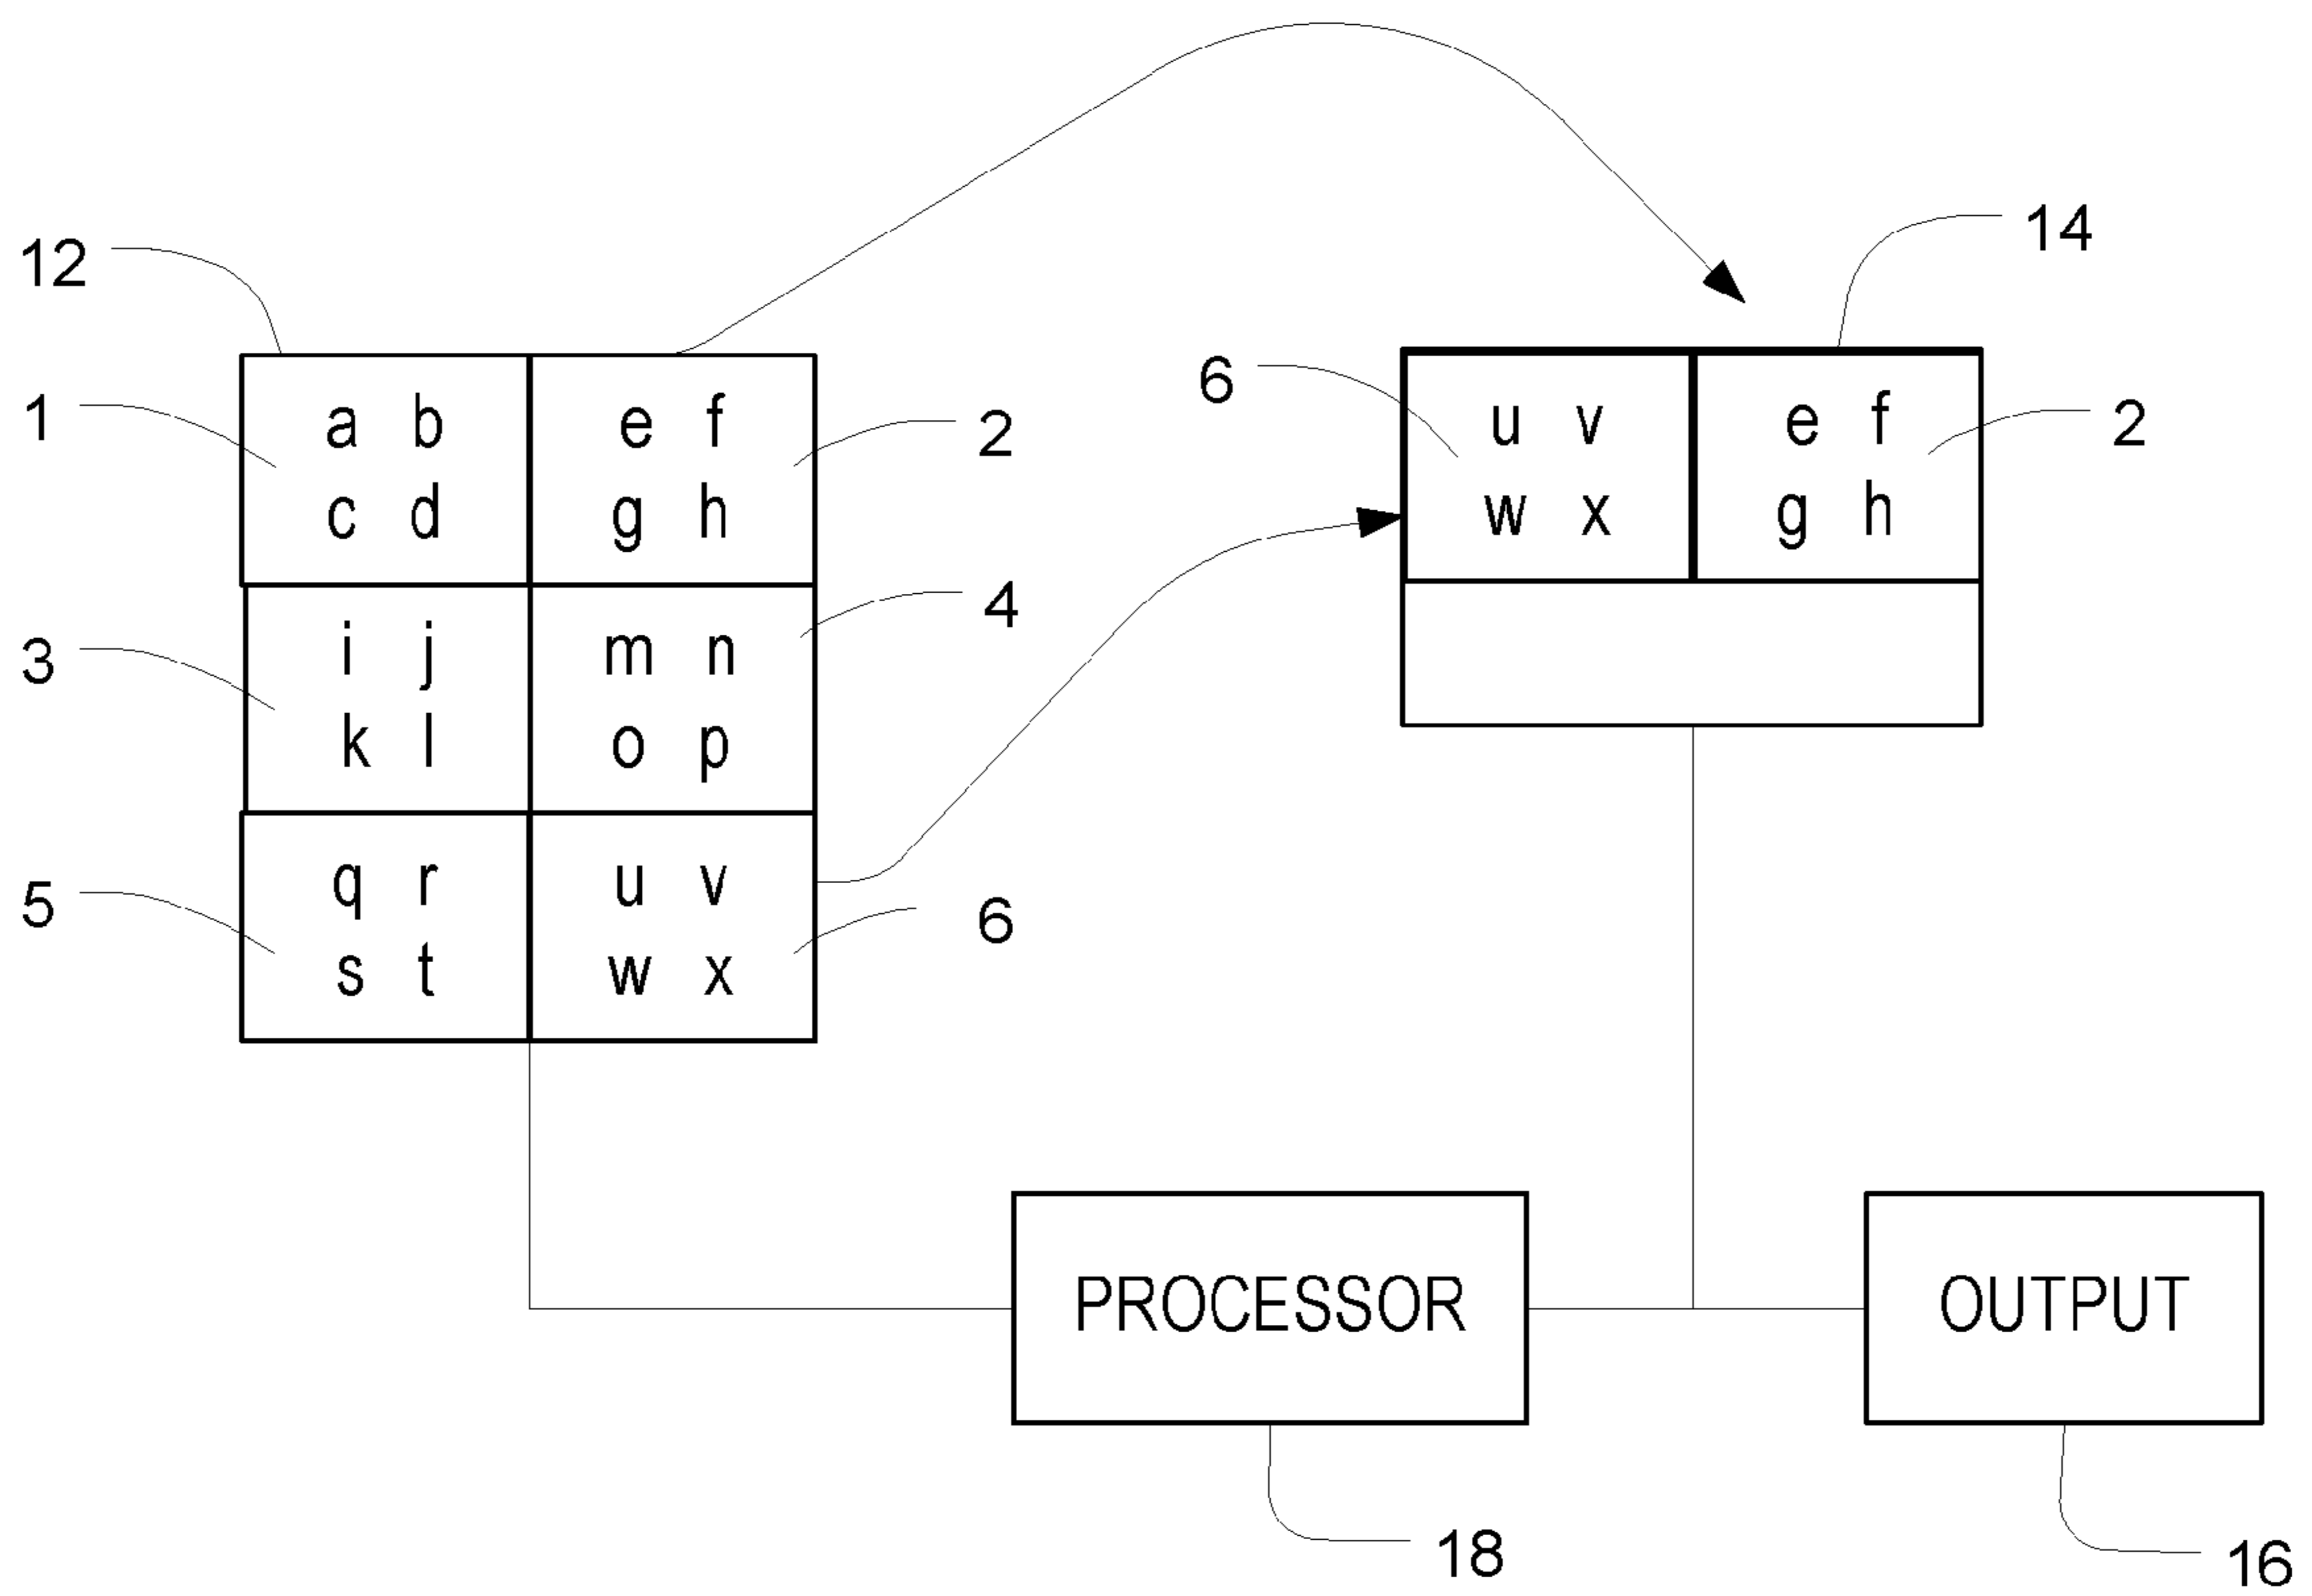 14
12
6
1
a b
e f
2
u v
e f
2
c d
g h
w x
g h
4
3
i j
m n
k l
o p
5
q r
u v
6
s t
w x
PROCESSOR
OUTPUT
18
16